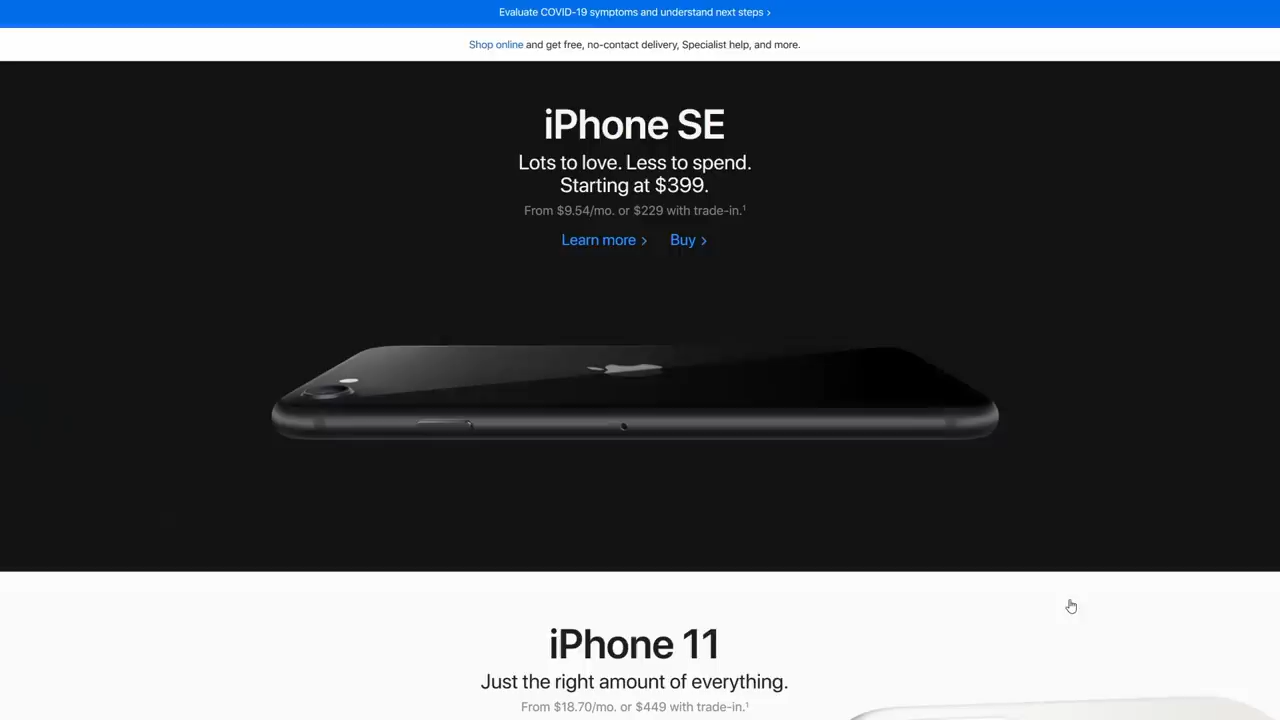 Evaluate COVID-19 symptoms and understand next steps >
Shop online and get free, no-contact delivery, Specialist help, and more.
iPhone SE
Lots to love. Less to spend.
Starting at $399.
From $9.54/mo. or $229 with trade-in.¹
Learn more > Buy >
iPhone 11
Just the right amount of everything.
From $18.70/mo. or $449 with trade-in.¹